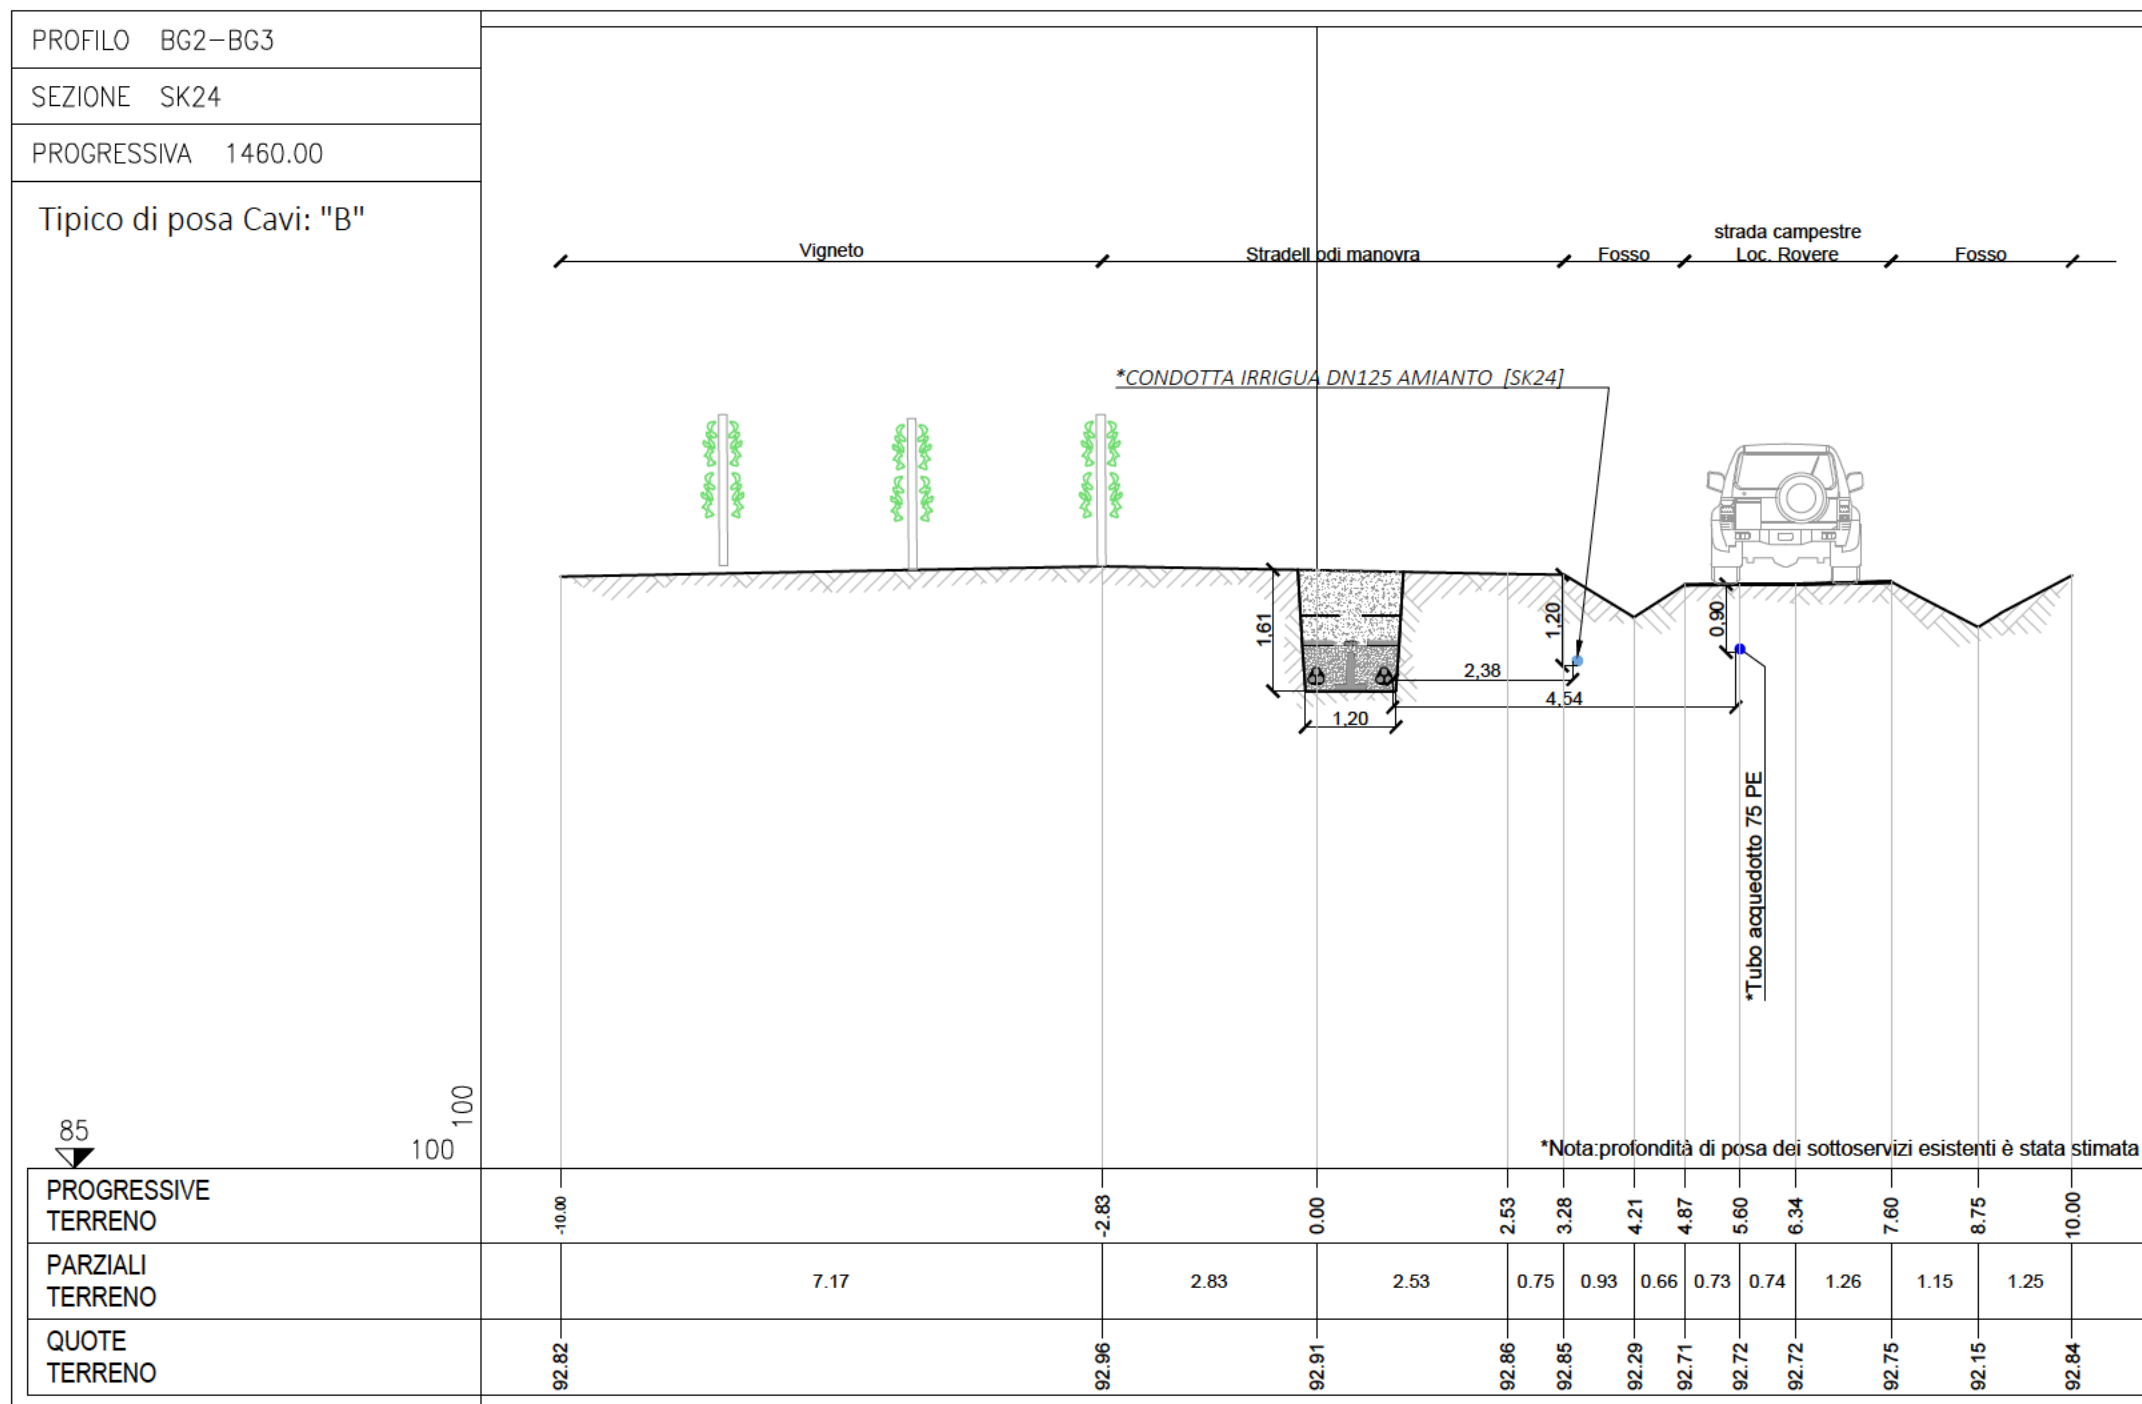 PROFILO BG2-BG3
SEZIONE SK24
PROGRESSIVA 1460.00
Tipico di posa Cavi: "B"
Vigneto
Stradell odi manovra
Fosso
strada campestre
Loc. Rovere
Fosso
*CONDOTTA IRRIGUA DN125 AMIANTO [SK24]
1,61
1,20
0,90
2,38
4,54
1,20
*Tubo acquedotto 75 PE
85
100
100
*Nota:profondità di posa dei sottoservizi esistenti è stata stimata
PROGRESSIVE
TERRENO
-10.00 -2.83 0.00 2.53 3.28 4.21 4.87 5.60 6.34 7.60 8.75 10.00
PARZIALI
TERRENO
7.17 2.83 2.53 0.75 0.93 0.66 0.73 0.74 1.26 1.15 1.25
QUOTE
TERRENO
92.82 92.96 92.91 92.86 92.85 92.29 92.71 92.72 92.72 92.75 92.15 92.84